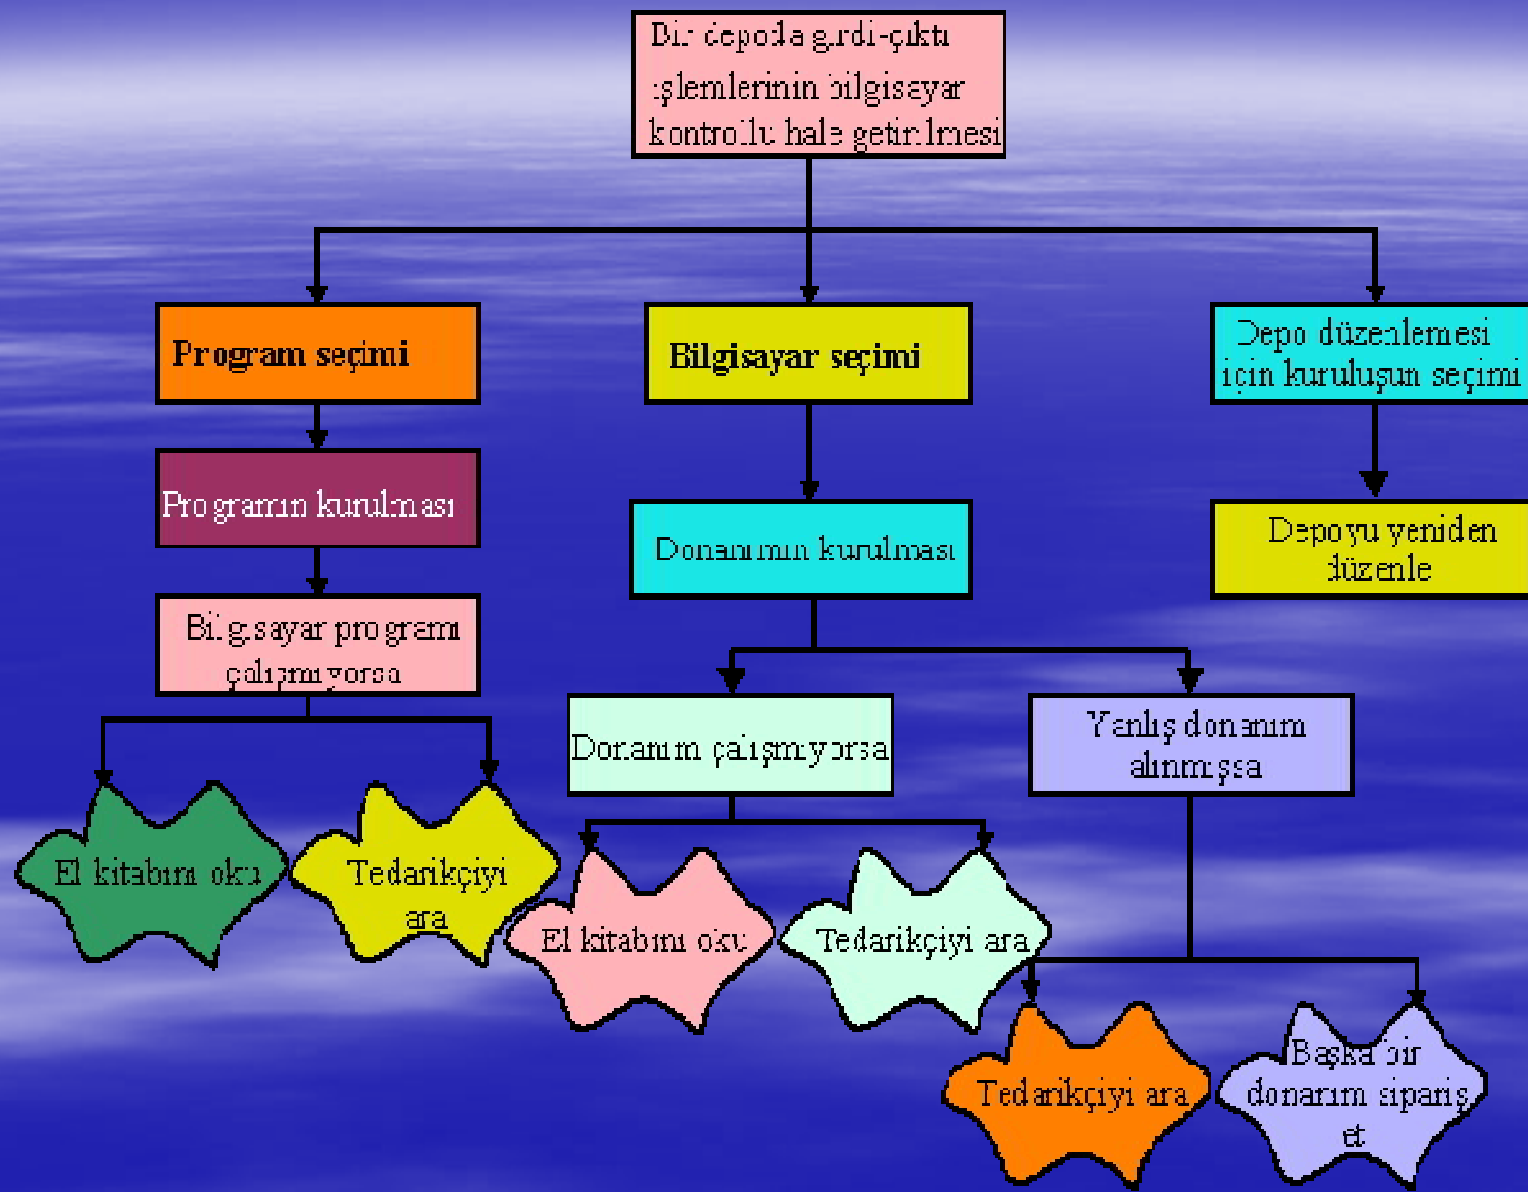 Bir depoda girdi-çıktı
işlemlerinin bilgisayar
kontrollu hale getirilmesi
Program seçimi
Bilgisayar seçimi
Depo düzenlemesi
için kuruluşun seçimi
Programın kurulması
Donanımın kurulması
Depoyu yeniden
düzenle
Bilgisayar programı
çalışmıyorsa
Donanım çalışmıyorsa
Yanlış donanım
alınmışsa
El kitabını oku
Tedarikçiyi
ara
El kitabını oku
Tedarikçiyi ara
Tedarikçiyi ara
Başka bir
donanım sipariş
et